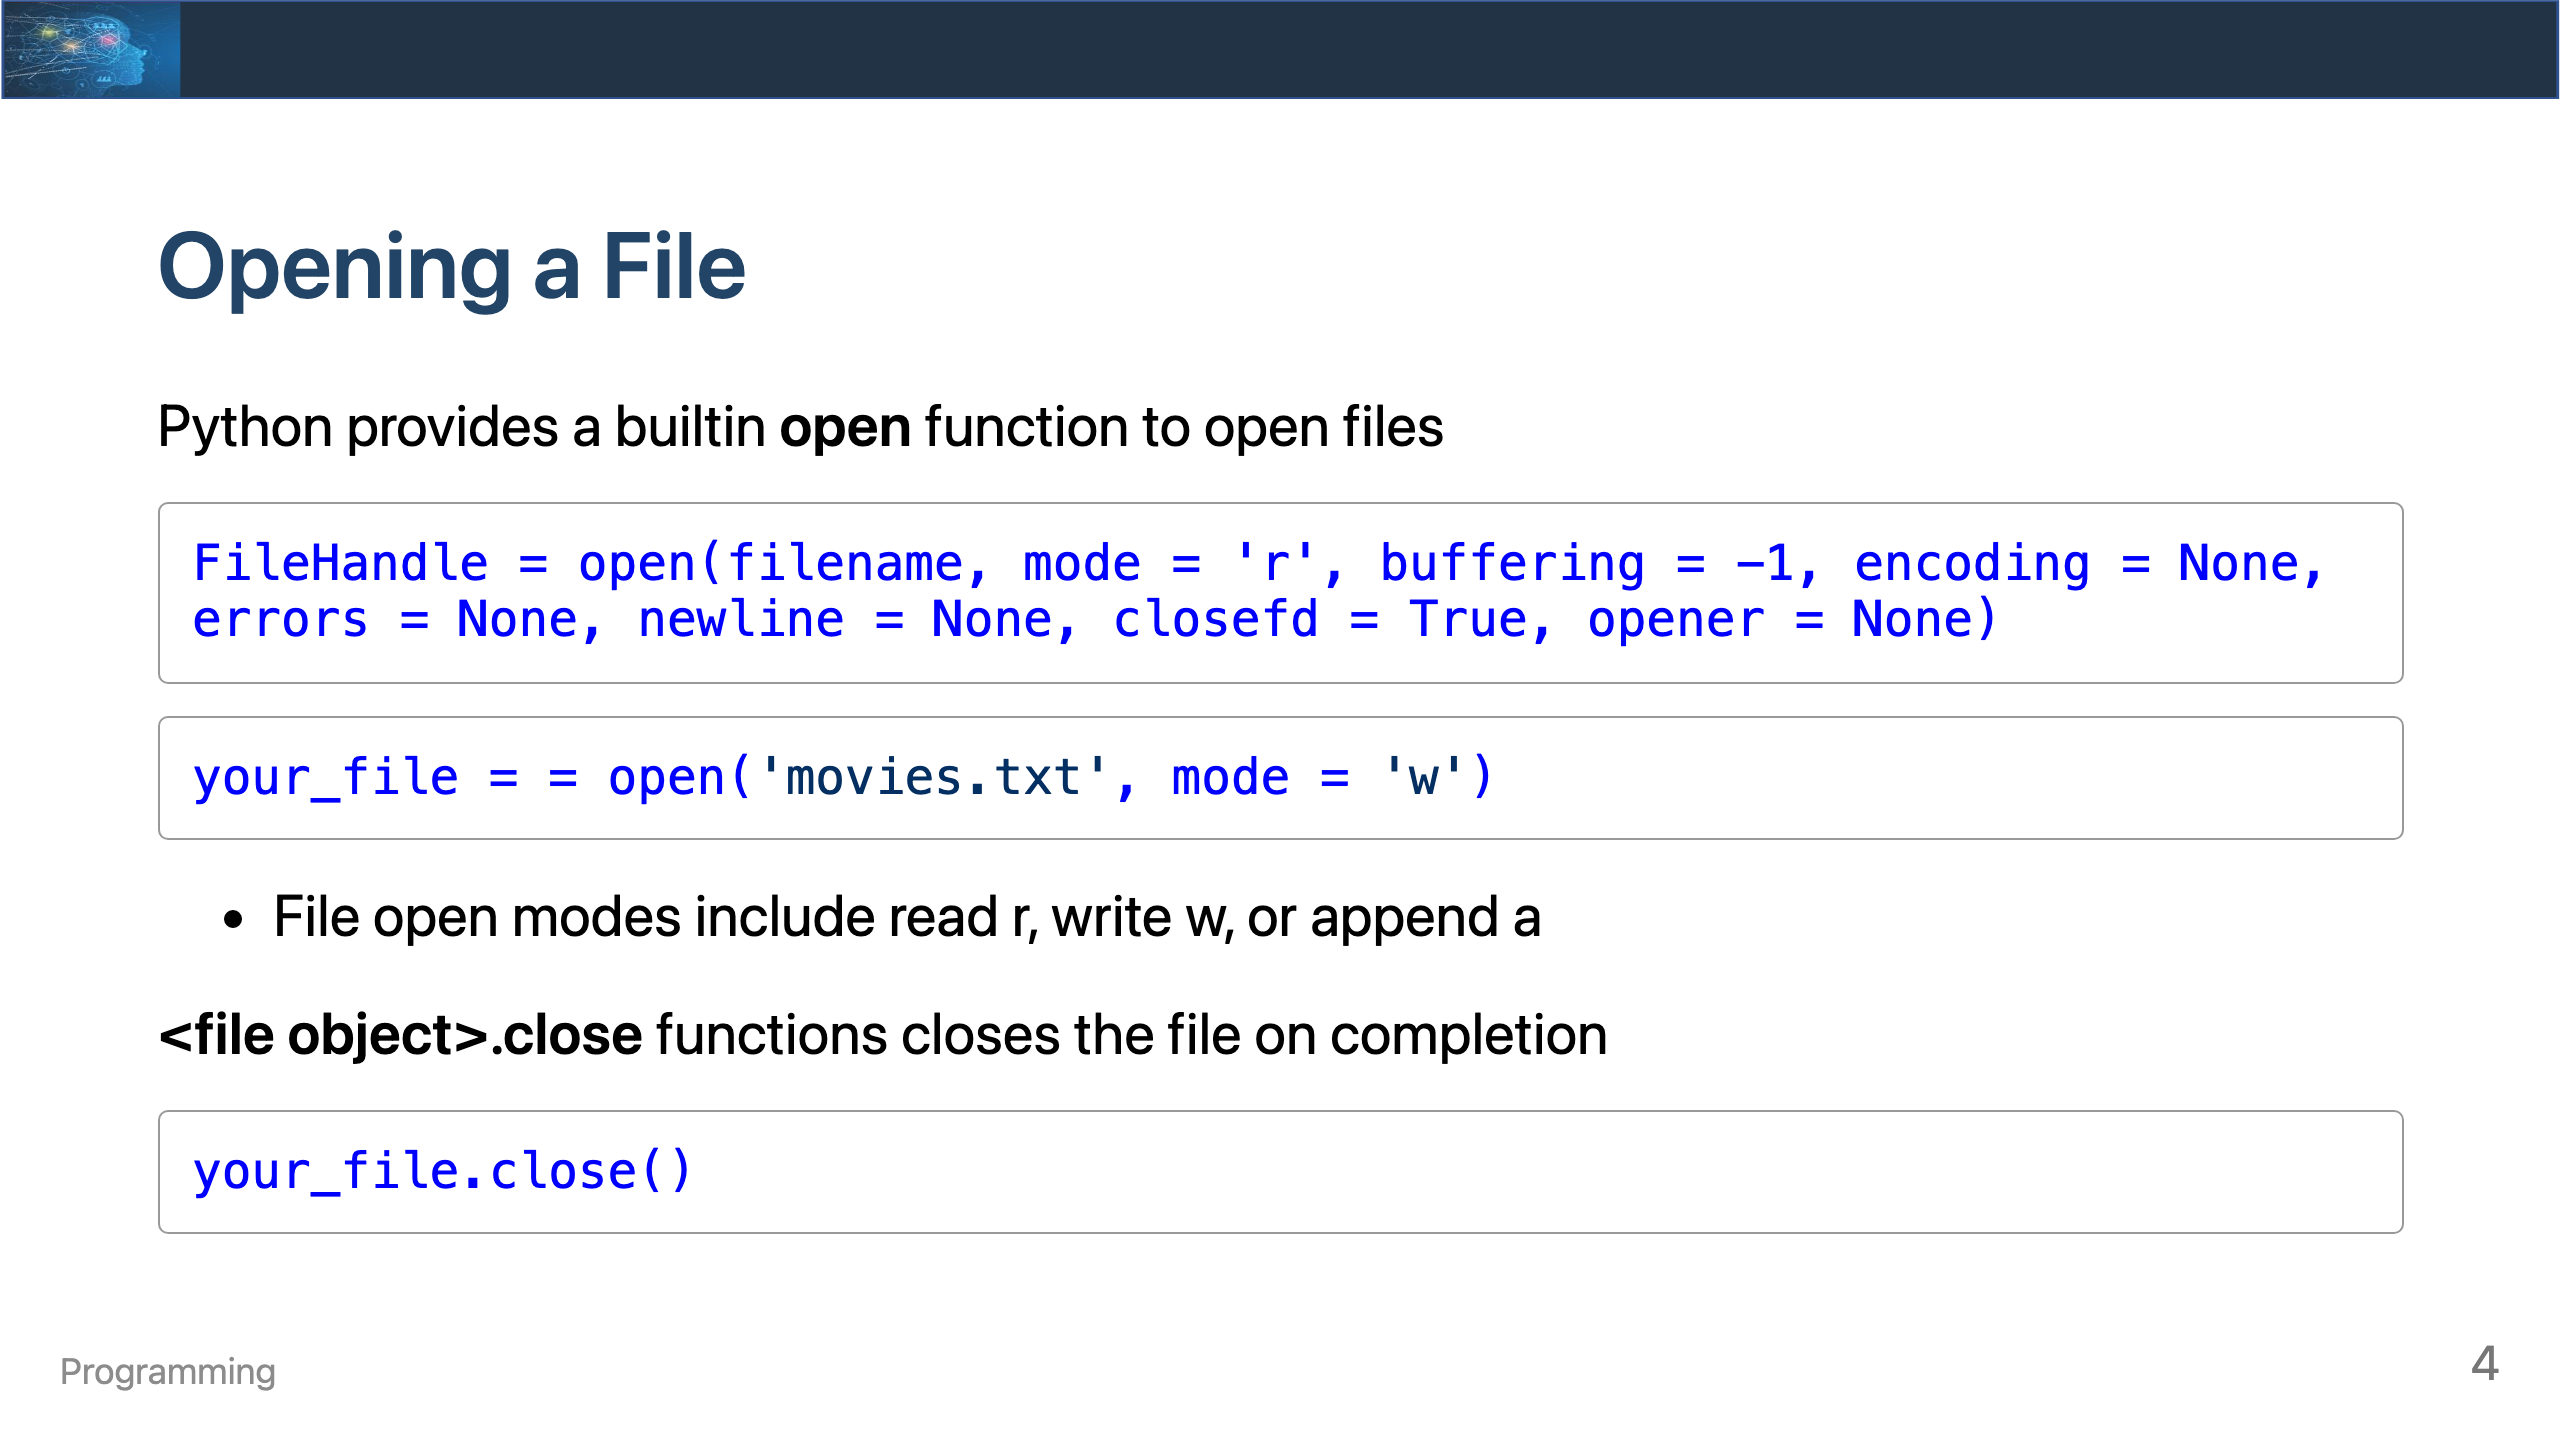 Opening a File
Python provides a builtin open function to open files
FileHandle = open(filename, mode = 'r', buffering = -1, encoding = None,
errors = None, newline = None, closefd = True, opener = None)
your_file = = open('movies.txt', mode = 'w')
• File open modes include read r, write w, or append a
<file object>.close functions closes the file on completion
your_file.close()
Programming
4